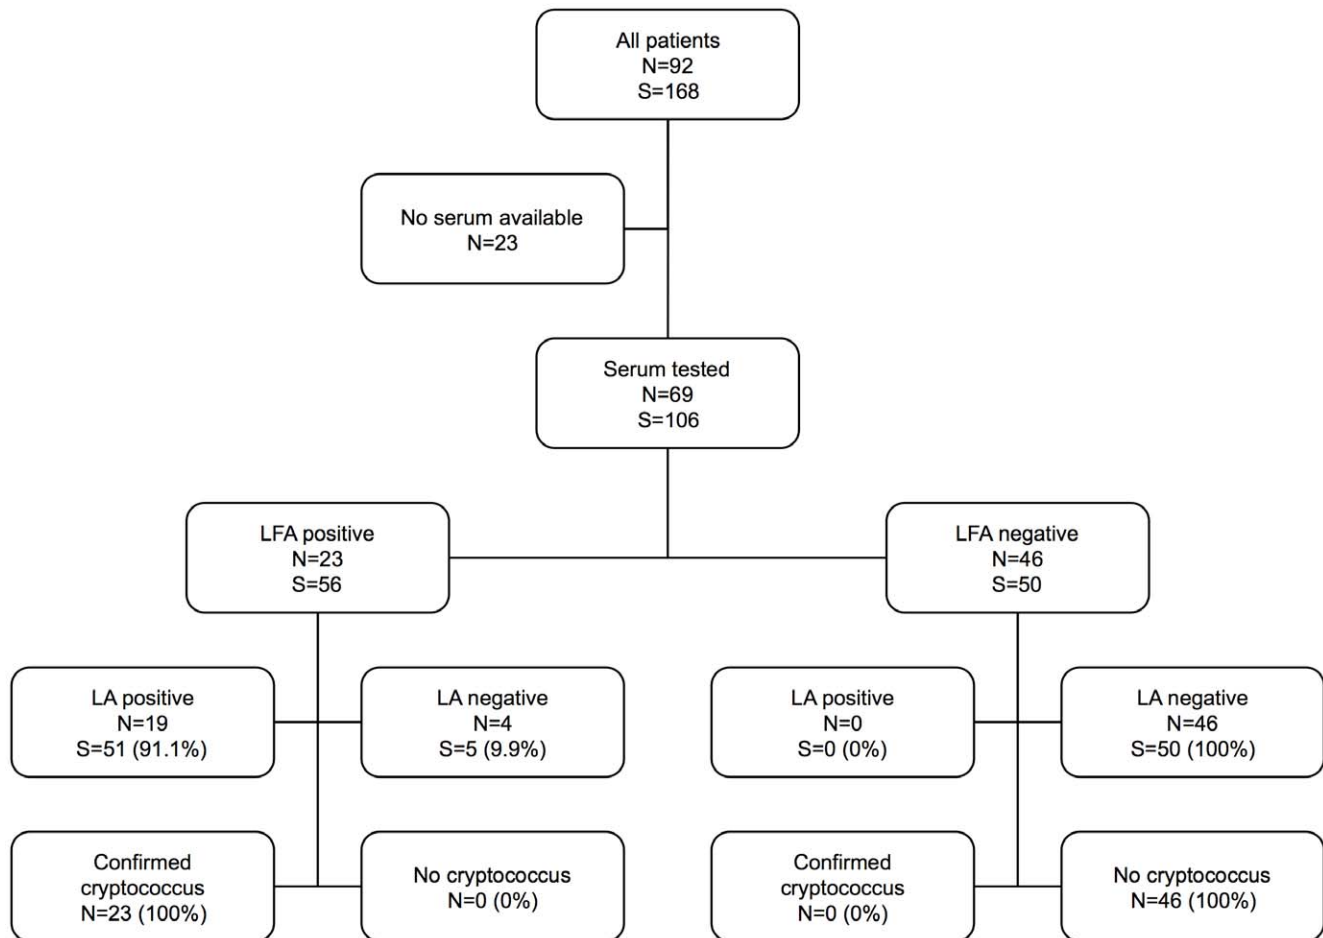 All patients
N=92
S=168
No serum available
N=23
Serum tested
N=69
S=106
LFA positive
N=23
S=56
LFA negative
N=46
S=50
LA positive
N=19
S=51 (91.1%)
LA negative
N=4
S=5 (9.9%)
LA positive
N=0
S=0 (0%)
LA negative
N=46
S=50 (100%)
Confirmed
cryptococcus
N=23 (100%)
No cryptococcus
N=0 (0%)
Confirmed
cryptococcus
N=0 (0%)
No cryptococcus
N=46 (100%)